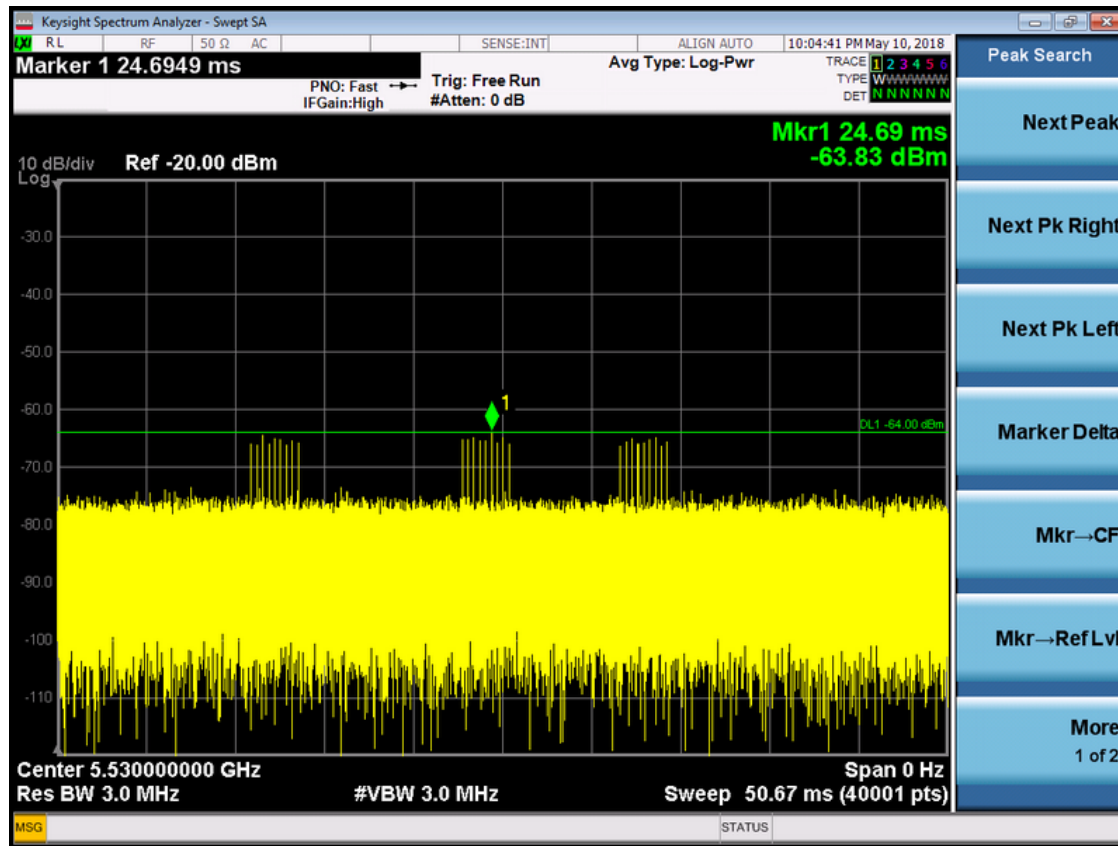 Keysight Spectrum Analyzer - Swept SA
LXI RL RF 50 Ω AC SENSE:INT ALIGN AUTO 10:04:41 PM May 10, 2018
Marker 1 24.6949 ms
PNO: Fast
IFGain:High
Trig: Free Run
#Atten: 0 dB
Avg Type: Log-Pwr
TRACE 1 2 3 4 5 6
TYPE WWWWWW
DET N N N N N N
Mkr1 24.69 ms
-63.83 dBm
10 dB/div Ref -20.00 dBm
Log
-30.0
-40.0
-50.0
-60.0
1
DL1 -64.00 dBm
-70.0
-80.0
-90.0
-100
-110
Center 5.530000000 GHz Span 0 Hz
Res BW 3.0 MHz #VBW 3.0 MHz Sweep 50.67 ms (40001 pts)
MSG STATUS
Peak Search
Next Peak
Next Pk Right
Next Pk Left
Marker Delta
Mkr→CF
Mkr→Ref Lvl
More
1 of 2